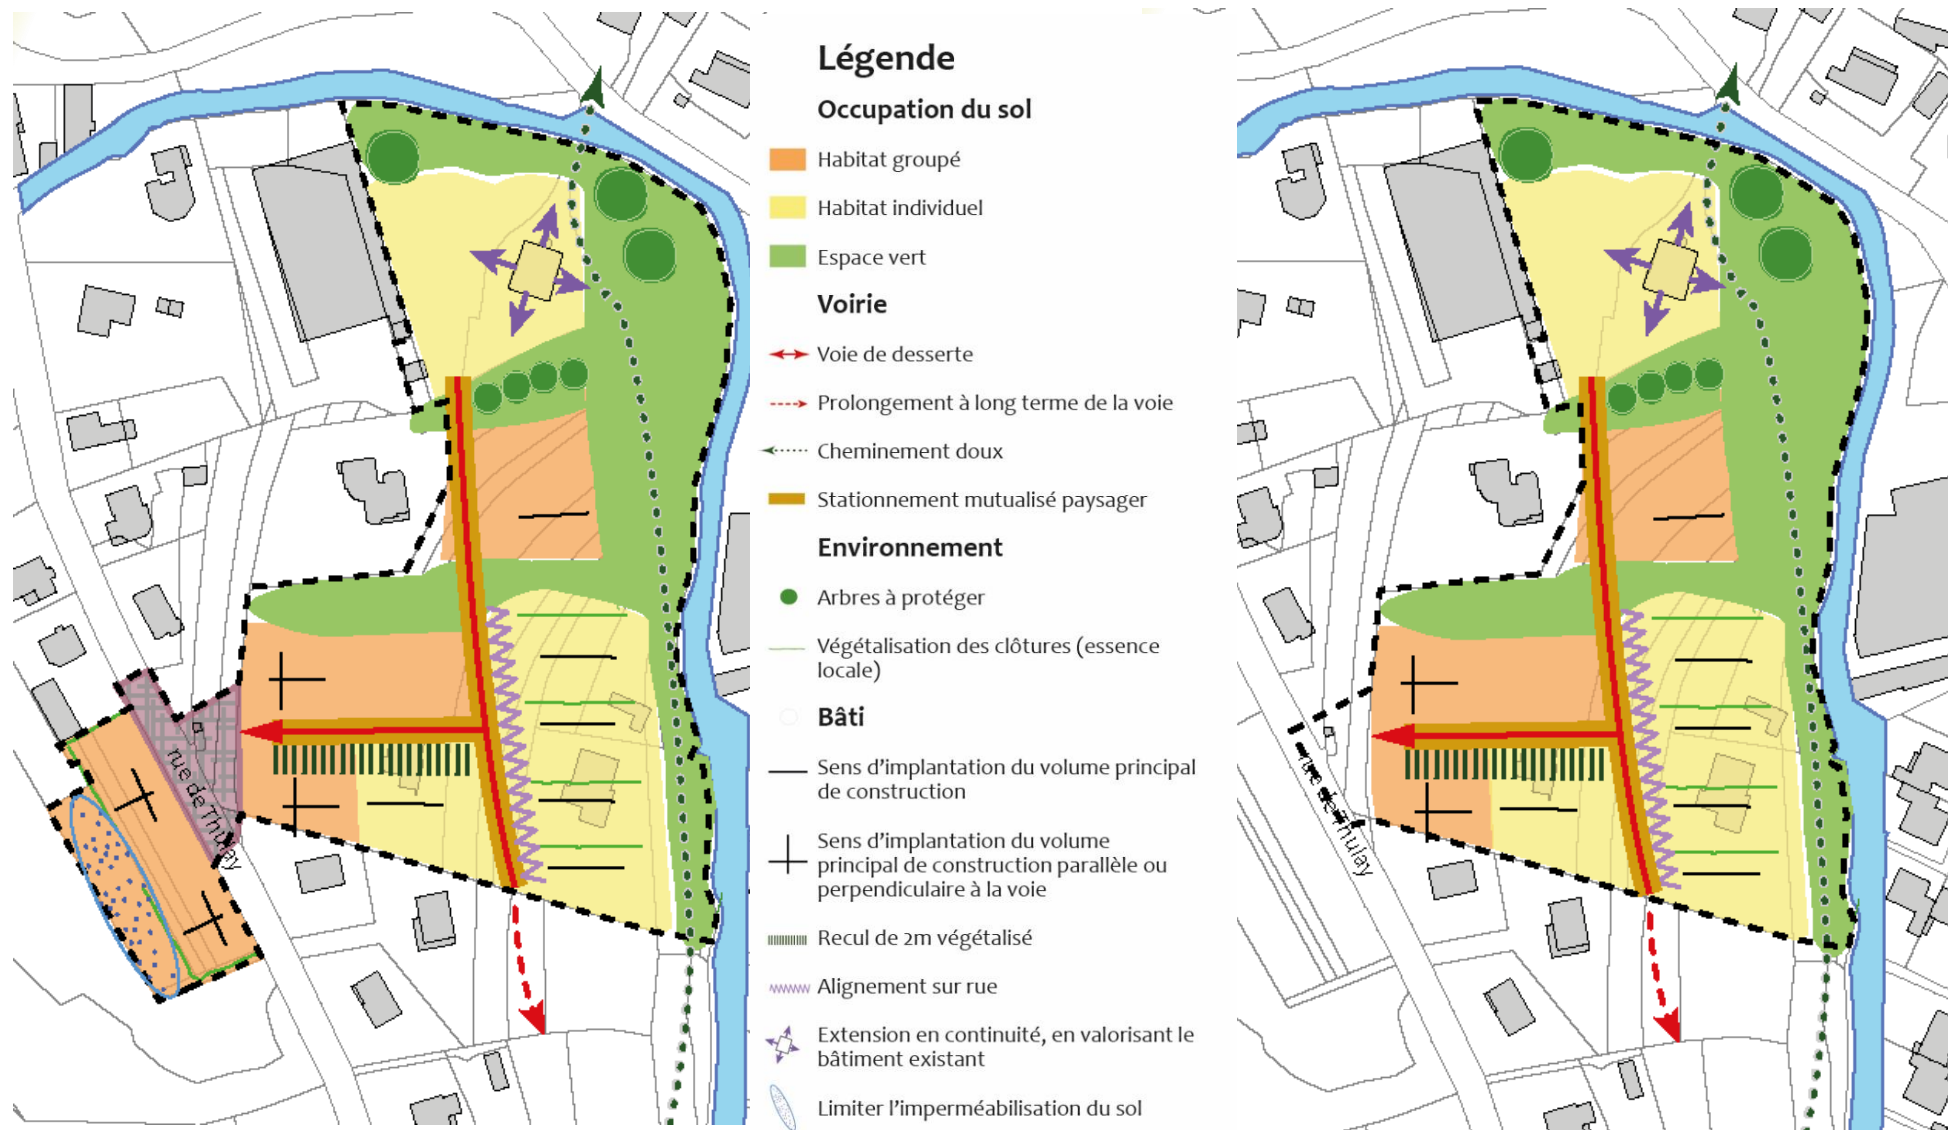 rue de Thulay
Légende
Occupation du sol
Habitat groupé
Habitat individuel
Espace vert
Voirie
Voie de desserte
Prolongement à long terme de la voie
Cheminement doux
Stationnement mutualisé paysager
Environnement
Arbres à protéger
Végétalisation des clôtures (essence
locale)
Bâti
Sens d’implantation du volume principal
de construction
Sens d’implantation du volume
principal de construction parallèle ou
perpendiculaire à la voie
Recul de 2m végétalisé
Alignement sur rue
Extension en continuité, en valorisant le
bâtiment existant
Limiter l’imperméabilisation du sol
rue de Thulay